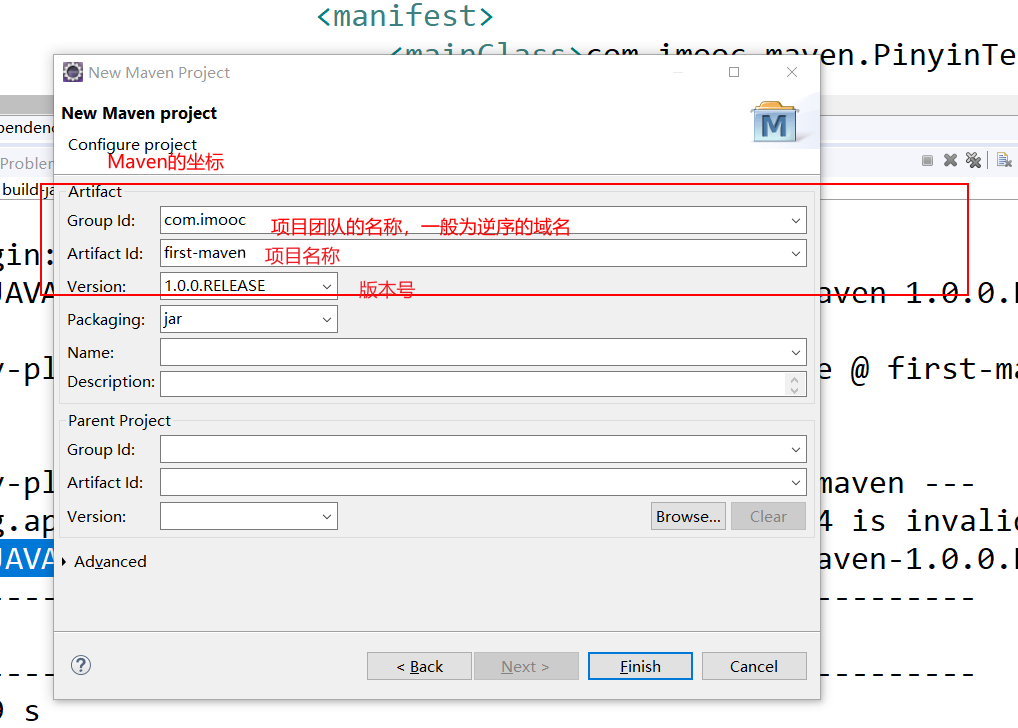 <manifest>
<mainClass>com.imooc.maven.PinyinTe
New Maven Project
New Maven project
Configure project
Maven的坐标
Artifact
Group Id: com.imooc 项目团队的名称，一般为逆序的域名
Artifact Id: first-maven 项目名称
Version: 1.0.0.RELEASE 版本号
Packaging: jar
Name:
Description:
Parent Project
Group Id:
Artifact Id:
Version: Browse... Clear
Advanced
< Back Next > Finish Cancel
ependenc
Problem
build-ja
gin:
JAVA
aven 1.0.0.
y-pl
e @ first-ma
y-pl
maven ---
g.ap
4 is invalid
JAVA
aven-1.0.0.
s